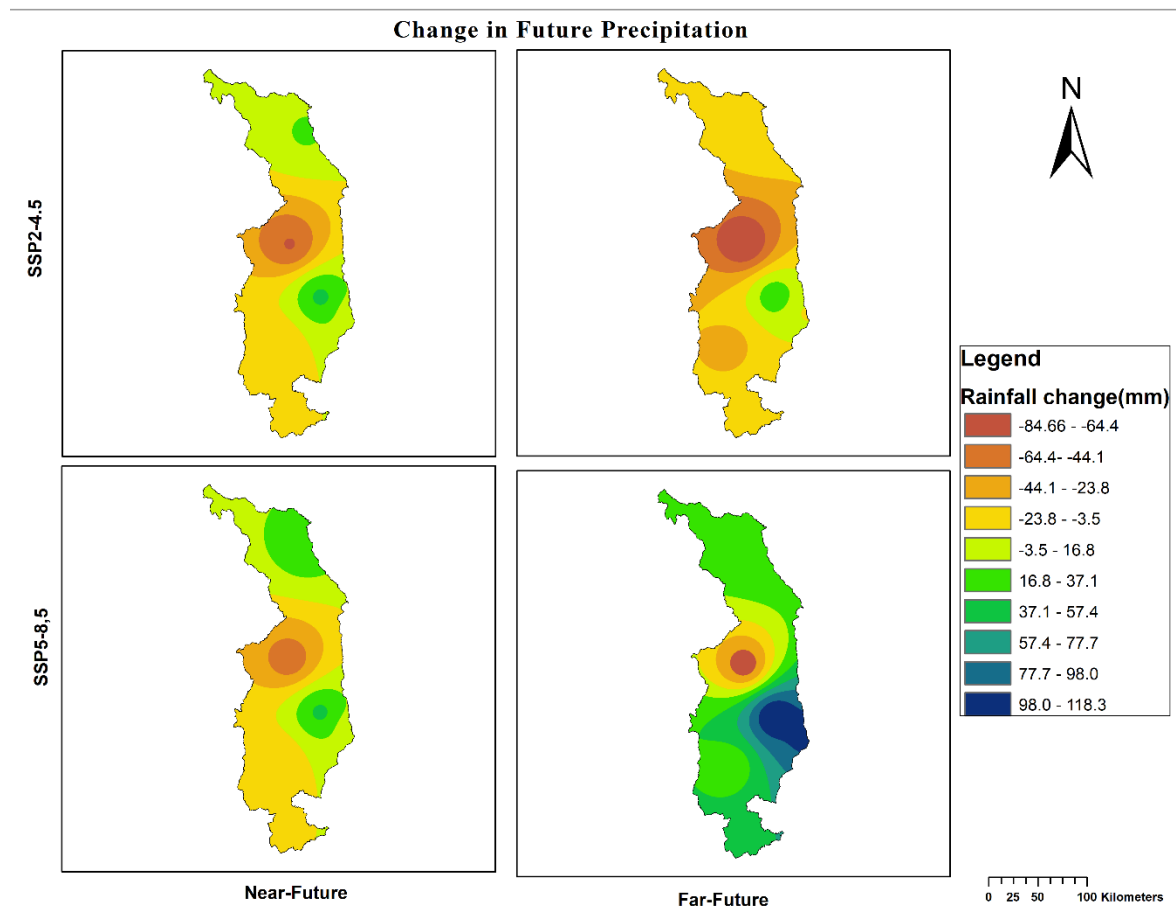 Change in Future Precipitation
N
SSP2-4.5
Legend
Rainfall change(mm)
-84.66 - -64.4
-64.4- -44.1
-44.1 - -23.8
-23.8 - -3.5
-3.5 - 16.8
16.8 - 37.1
37.1 - 57.4
57.4 - 77.7
77.7 - 98.0
98.0 - 118.3
SSP5-8,5
Near-Future
Far-Future
0 25 50 100 Kilometers